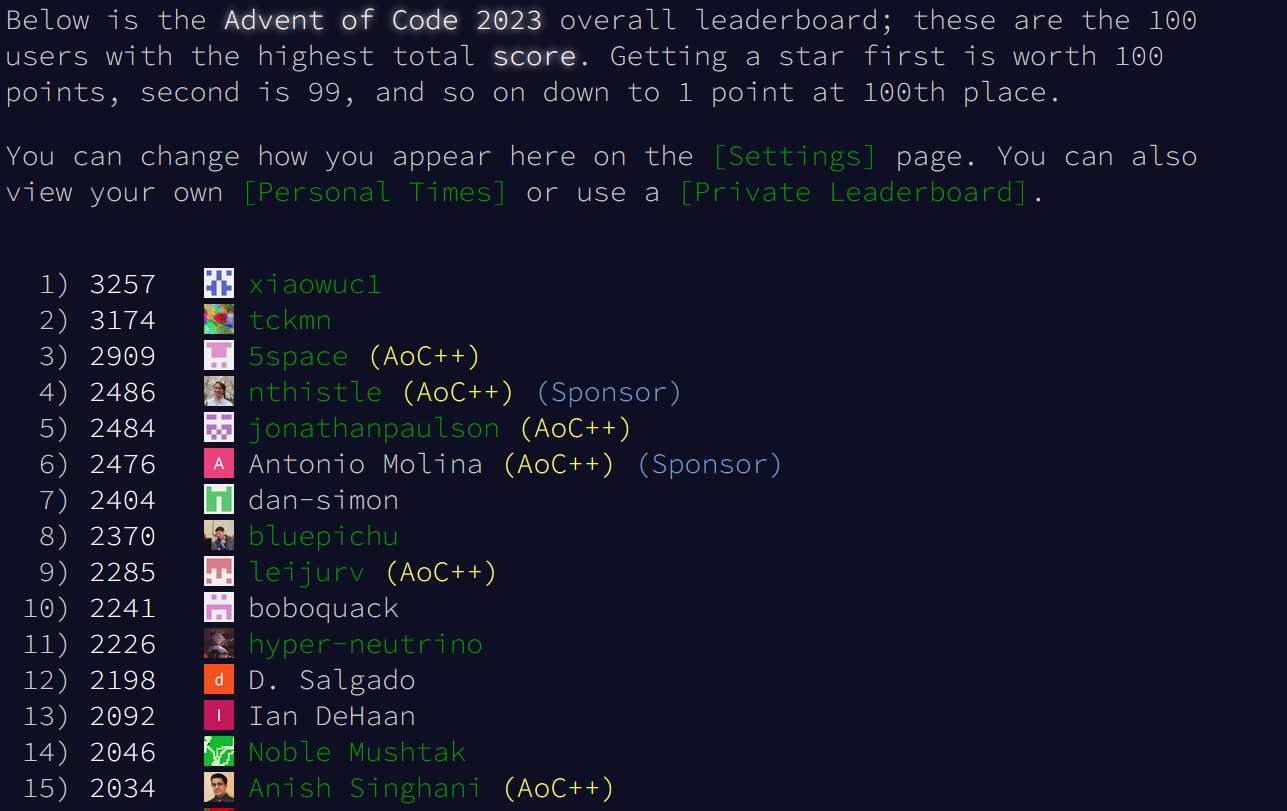 Below is the Advent of Code 2023 overall leaderboard; these are the 100
users with the highest total score. Getting a star first is worth 100
points, second is 99, and so on down to 1 point at 100th place.
You can change how you appear here on the [Settings] page. You can also
view your own [Personal Times] or use a [Private Leaderboard].
1) 3257 xiaowuc1
2) 3174 tckmn
3) 2909 5space (AoC++)
4) 2486 nthistle (AoC++) (Sponsor)
5) 2484 jonathanpaulson (AoC++)
6) 2476 A Antonio Molina (AoC++) (Sponsor)
7) 2404 dan-simon
8) 2370 bluepichu
9) 2285 leijurv (AoC++)
10) 2241 boboquack
11) 2226 hyper-neutrino
12) 2198 d D. Salgado
13) 2092 I Ian DeHaan
14) 2046 Noble Mushtak
15) 2034 Anish Singhani (AoC++)